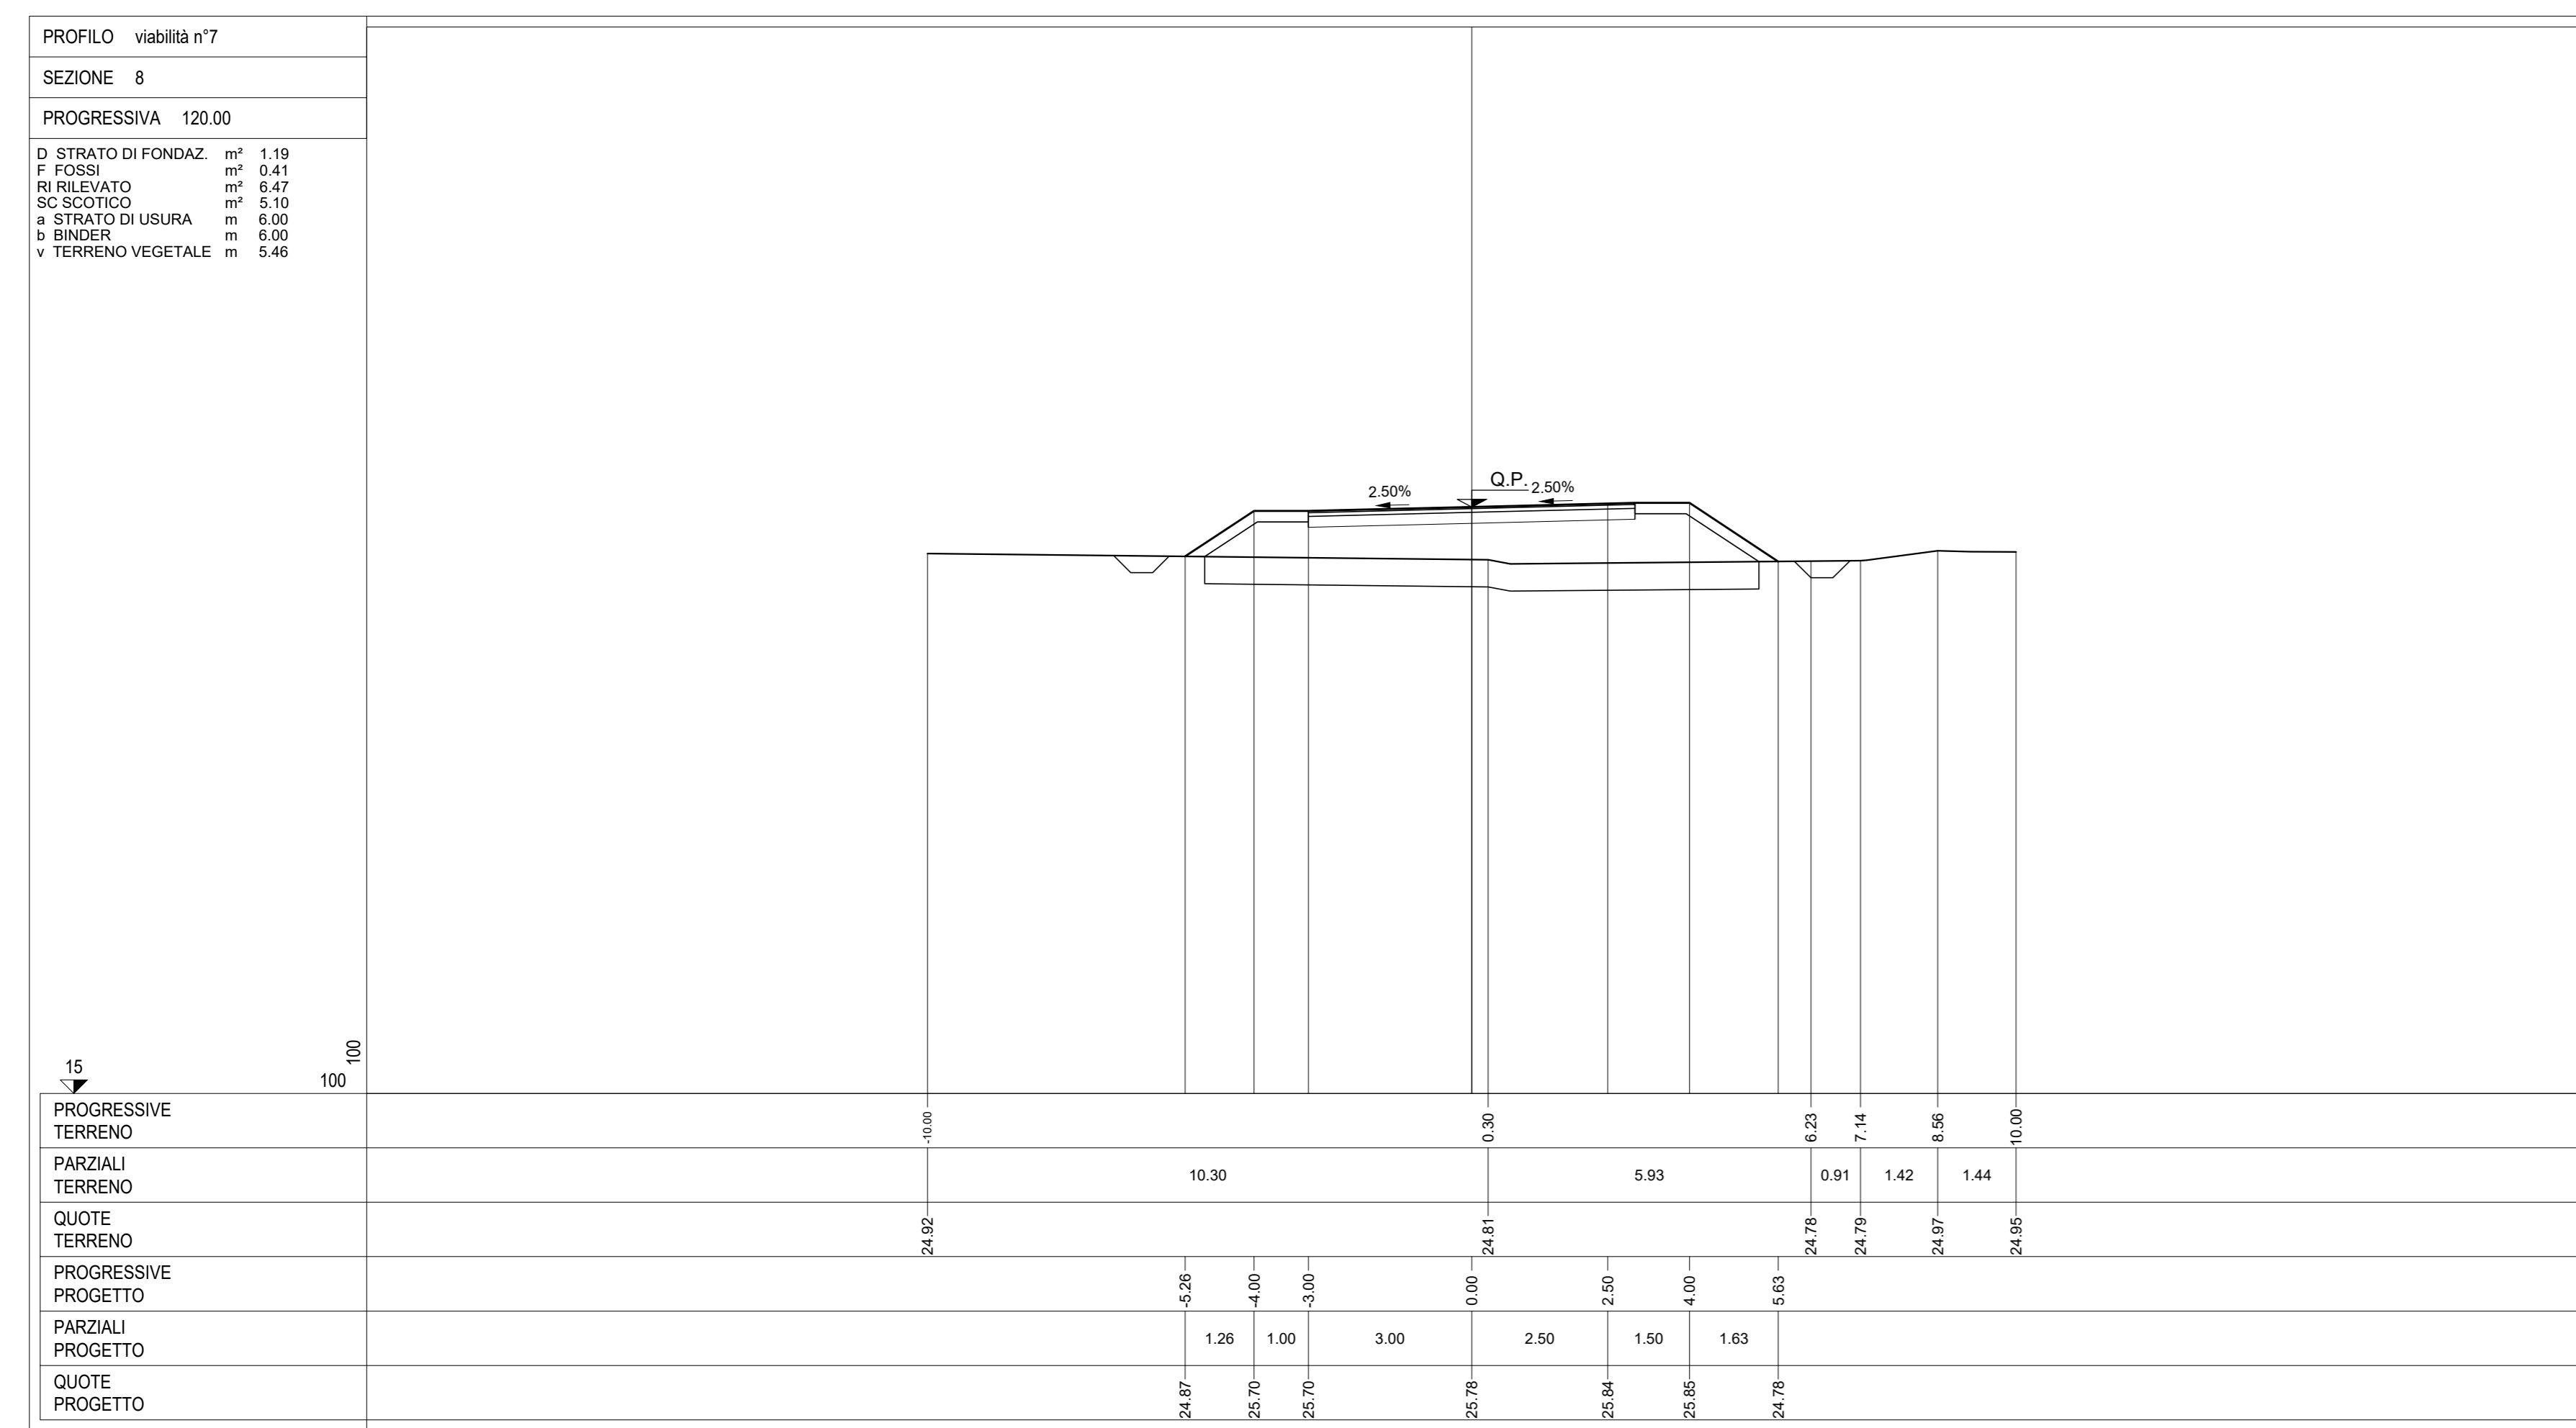 PROFILO viabilità n°7
SEZIONE 8
PROGRESSIVA 120.00
D STRATO DI FONDAZ. m² 1.19
F FOSSI m² 0.41
RI RILEVATO m² 6.47
SC SCOTICO m² 5.10
a STRATO DI USURA m 6.00
b BINDER m 6.00
v TERRENO VEGETALE m 5.46
2.50%
Q.P.
2.50%
15
100
100
PROGRESSIVE
TERRENO
-10.00 0.30 6.23 7.14 8.56 10.00
PARZIALI
TERRENO
10.30 5.93 0.91 1.42 1.44
QUOTE
TERRENO
24.92 24.81 24.78 24.79 24.97 24.95
PROGRESSIVE
PROGETTO
-5.26 -4.00 -3.00 0.00 2.50 4.00 5.63
PARZIALI
PROGETTO
1.26 1.00 3.00 2.50 1.50 1.63
QUOTE
PROGETTO
24.87 25.70 25.70 25.78 25.84 25.85 24.78